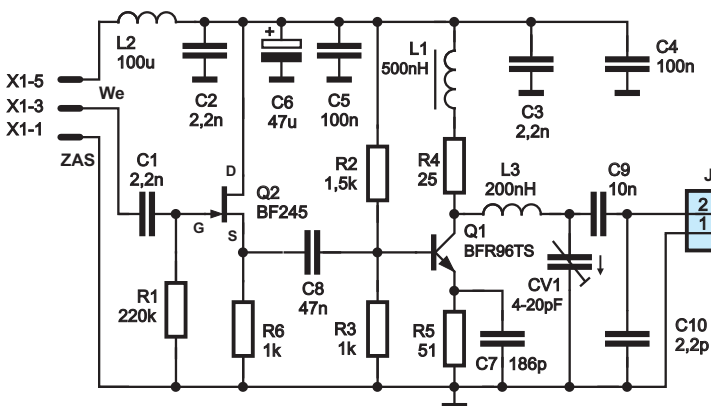 L2
100u
X1-5
X1-3
X1-1
We
ZAS
C2
2,2n
+
C6
47u
C5
100n
L1
500nH
C3
2,2n
C4
100n
C1
2,2n
D
G
S
Q2
BF245
R2
1,5k
R4
25
L3
200nH
C9
10n
J
2
1
Q1
BFR96TS
CV1
4-20pF
R1
220k
C8
47n
R6
1k
R3
1k
R5
51
C7 186p
C10
2,2p